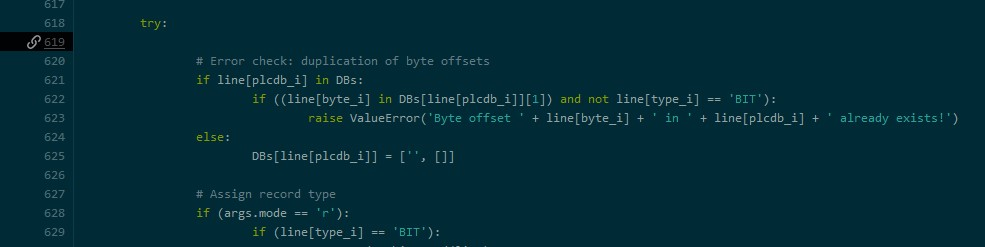 617
618 try:
619
620 # Error check: duplication of byte offsets
621 if line[plcdb_i] in DBs:
622 if ((line[byte_i] in DBs[line[plcdb_i]][1]) and not line[type_i] == 'BIT'):
623 raise ValueError('Byte offset ' + line[byte_i] + ' in ' + line[plcdb_i] + ' already exists!')
624 else:
625 DBs[line[plcdb_i]] = ['', []]
626
627 # Assign record type
628 if (args.mode == 'r'):
629 if (line[type_i] == 'BIT'):